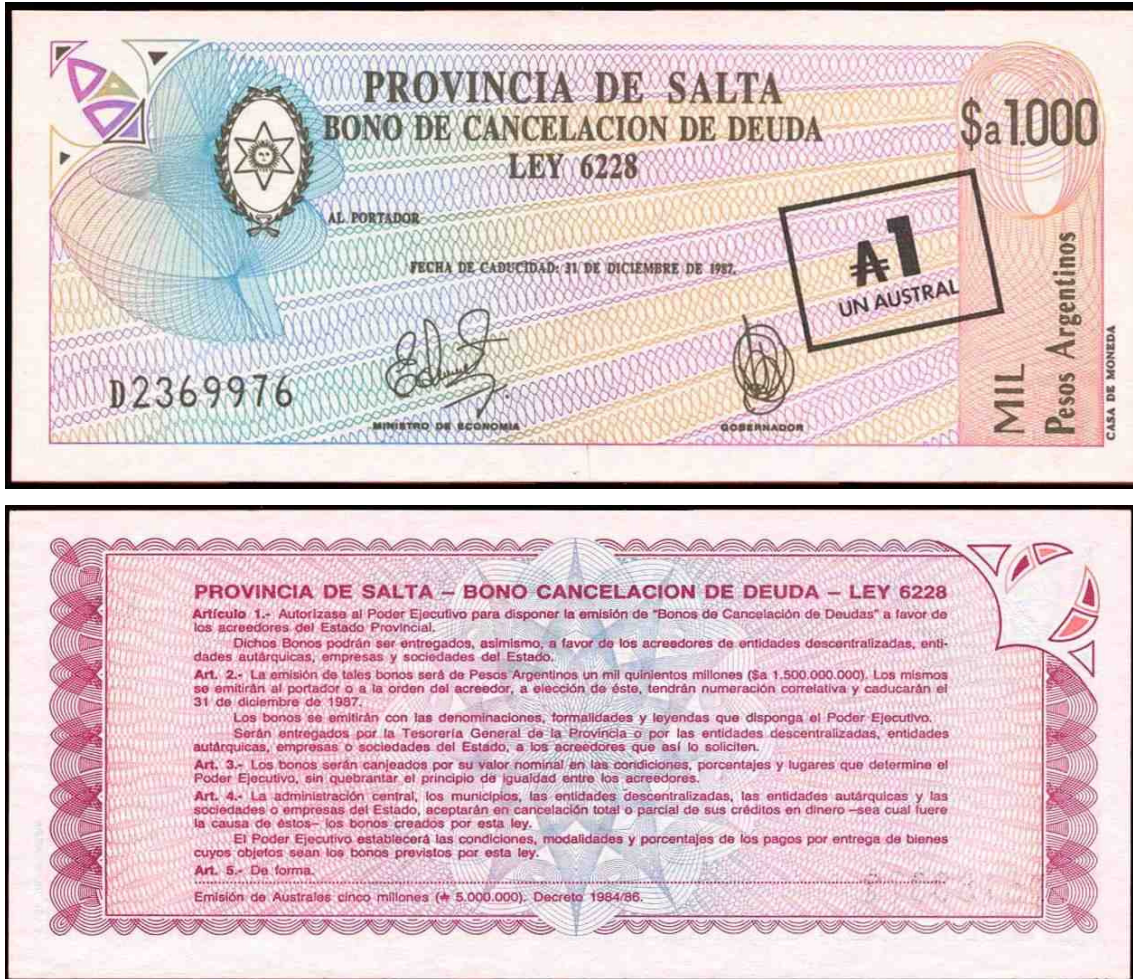 PROVINCIA DE SALTA
BONO DE CANCELACION DE DEUDA
LEY 6228
$a 1.000
AL PORTADOR
FECHA DE CADUCIDAD: 31 DE DICIEMBRE DE 1987.
₳1
UN AUSTRAL
D2369976
MINISTRO DE ECONOMIA
GOBERNADOR
MIL
Pesos Argentinos
CASA DE MONEDA
PROVINCIA DE SALTA – BONO CANCELACION DE DEUDA – LEY 6228
Artículo 1.- Autorízase al Poder Ejecutivo para disponer la emisión de "Bonos de Cancelación de Deudas" a favor de
los acreedores del Estado Provincial.
Dichos Bonos podrán ser entregados, asimismo, a favor de los acreedores de entidades descentralizadas, enti-
dades autárquicas, empresas y sociedades del Estado.
Art. 2.- La emisión de tales bonos será de Pesos Argentinos un mil quinientos millones ($a 1.500.000.000). Los mismos
se emitirán al portador o a la orden del acreedor, a elección de éste, tendrán numeración correlativa y caducarán el
31 de diciembre de 1987.
Los bonos se emitirán con las denominaciones, formalidades y leyendas que disponga el Poder Ejecutivo.
Serán entregados por la Tesorería General de la Provincia o por las entidades descentralizadas, entidades
autárquicas, empresas o sociedades del Estado, a los acreedores que así lo soliciten.
Art. 3.- Los bonos serán canjeados por su valor nominal en las condiciones, porcentajes y lugares que determine el
Poder Ejecutivo, sin quebrantar el principio de igualdad entre los acreedores.
Art. 4.- La administración central, los municipios, las entidades descentralizadas, las entidades autárquicas y las
sociedades o empresas del Estado, aceptarán en cancelación total o parcial de sus créditos en dinero –sea cual fuere
la causa de éstos– los bonos creados por esta ley.
El Poder Ejecutivo establecerá las condiciones, modalidades y porcentajes de los pagos por entrega de bienes
cuyos objetos sean los bonos previstos por esta ley.
Art. 5.- De forma.
Emisión de Australes cinco millones (₳ 5.000.000). Decreto 1984/86.